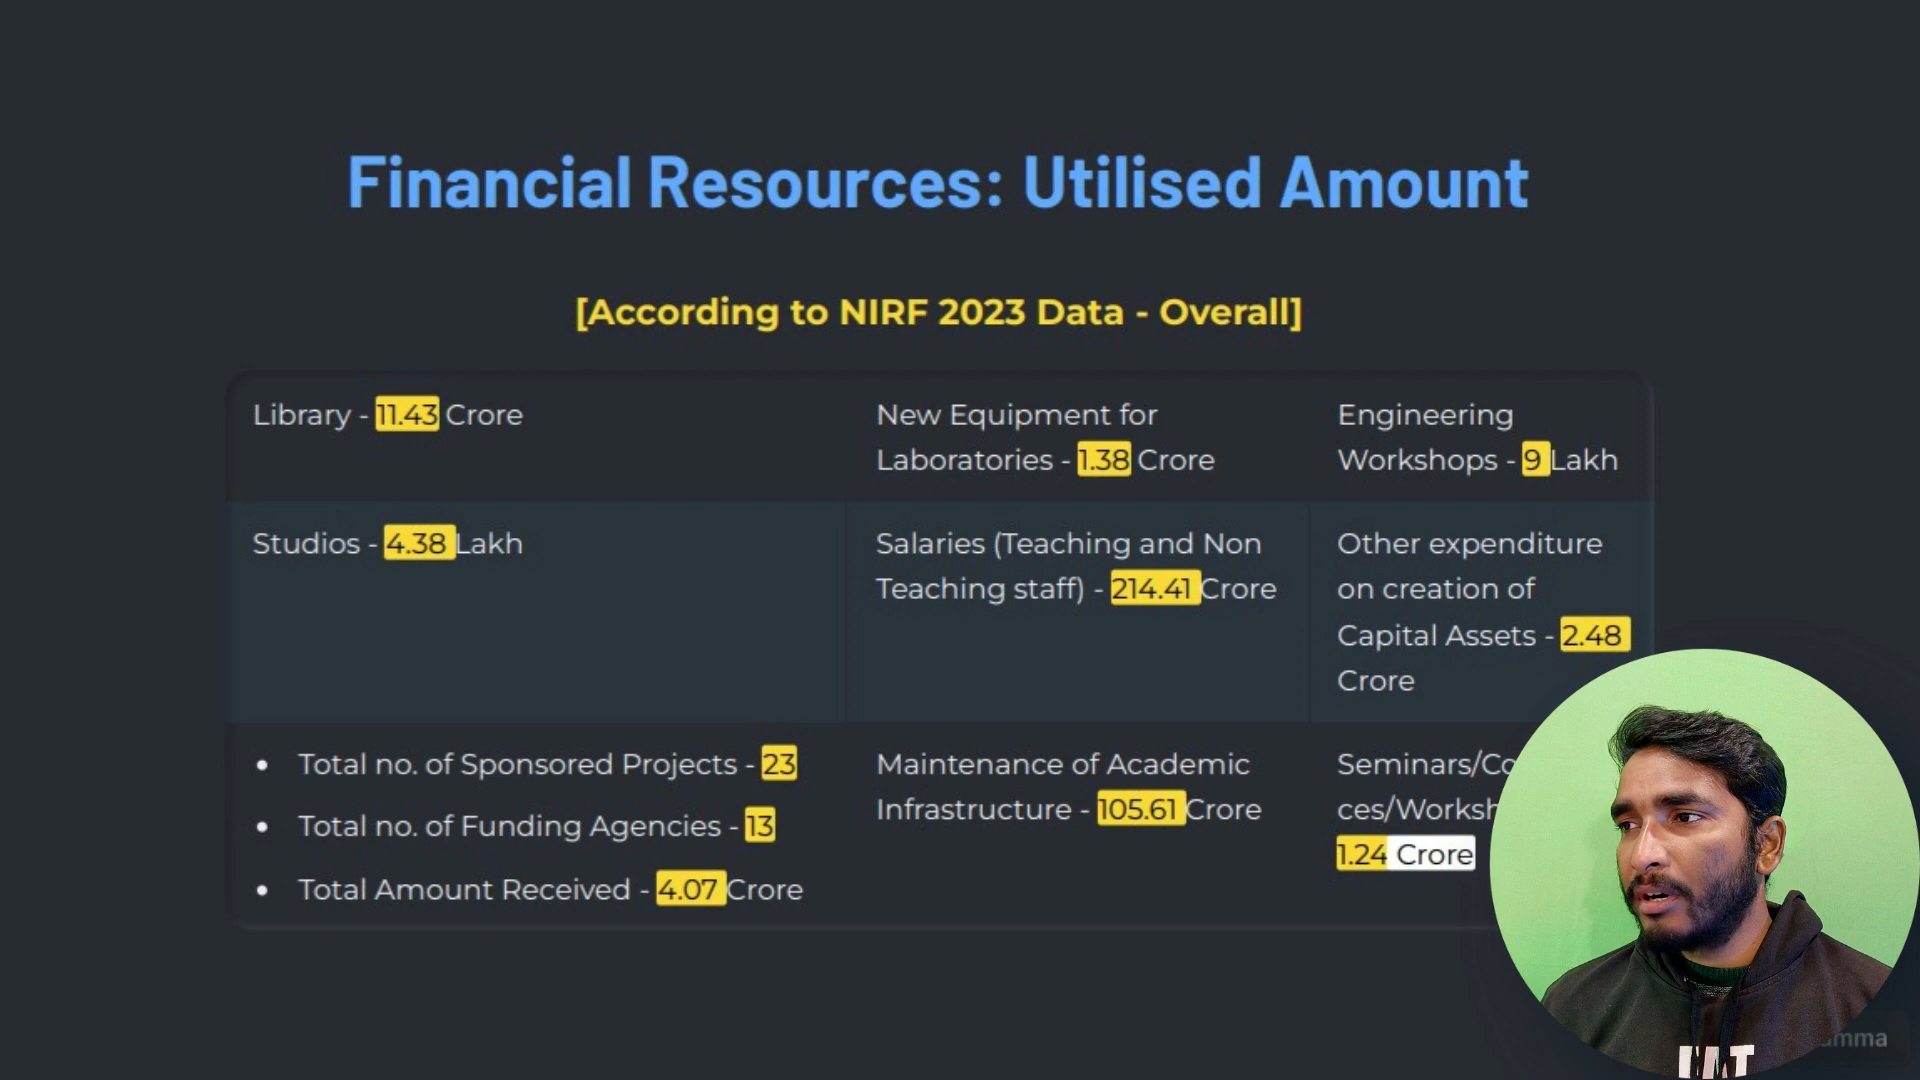 Financial Resources: Utilised Amount
[According to NIRF 2023 Data - Overall]
Library - 11.43 Crore
New Equipment for
Laboratories - 1.38 Crore
Engineering
Workshops - 9 Lakh
Studios - 4.38 Lakh
Salaries (Teaching and Non
Teaching staff) - 214.41 Crore
Other expenditure
on creation of
Capital Assets - 2.48
Crore
• Total no. of Sponsored Projects - 23
• Total no. of Funding Agencies - 13
• Total Amount Received - 4.07 Crore
Maintenance of Academic
Infrastructure - 105.61 Crore
Seminars/Co
ces/Worksh
1.24 Crore